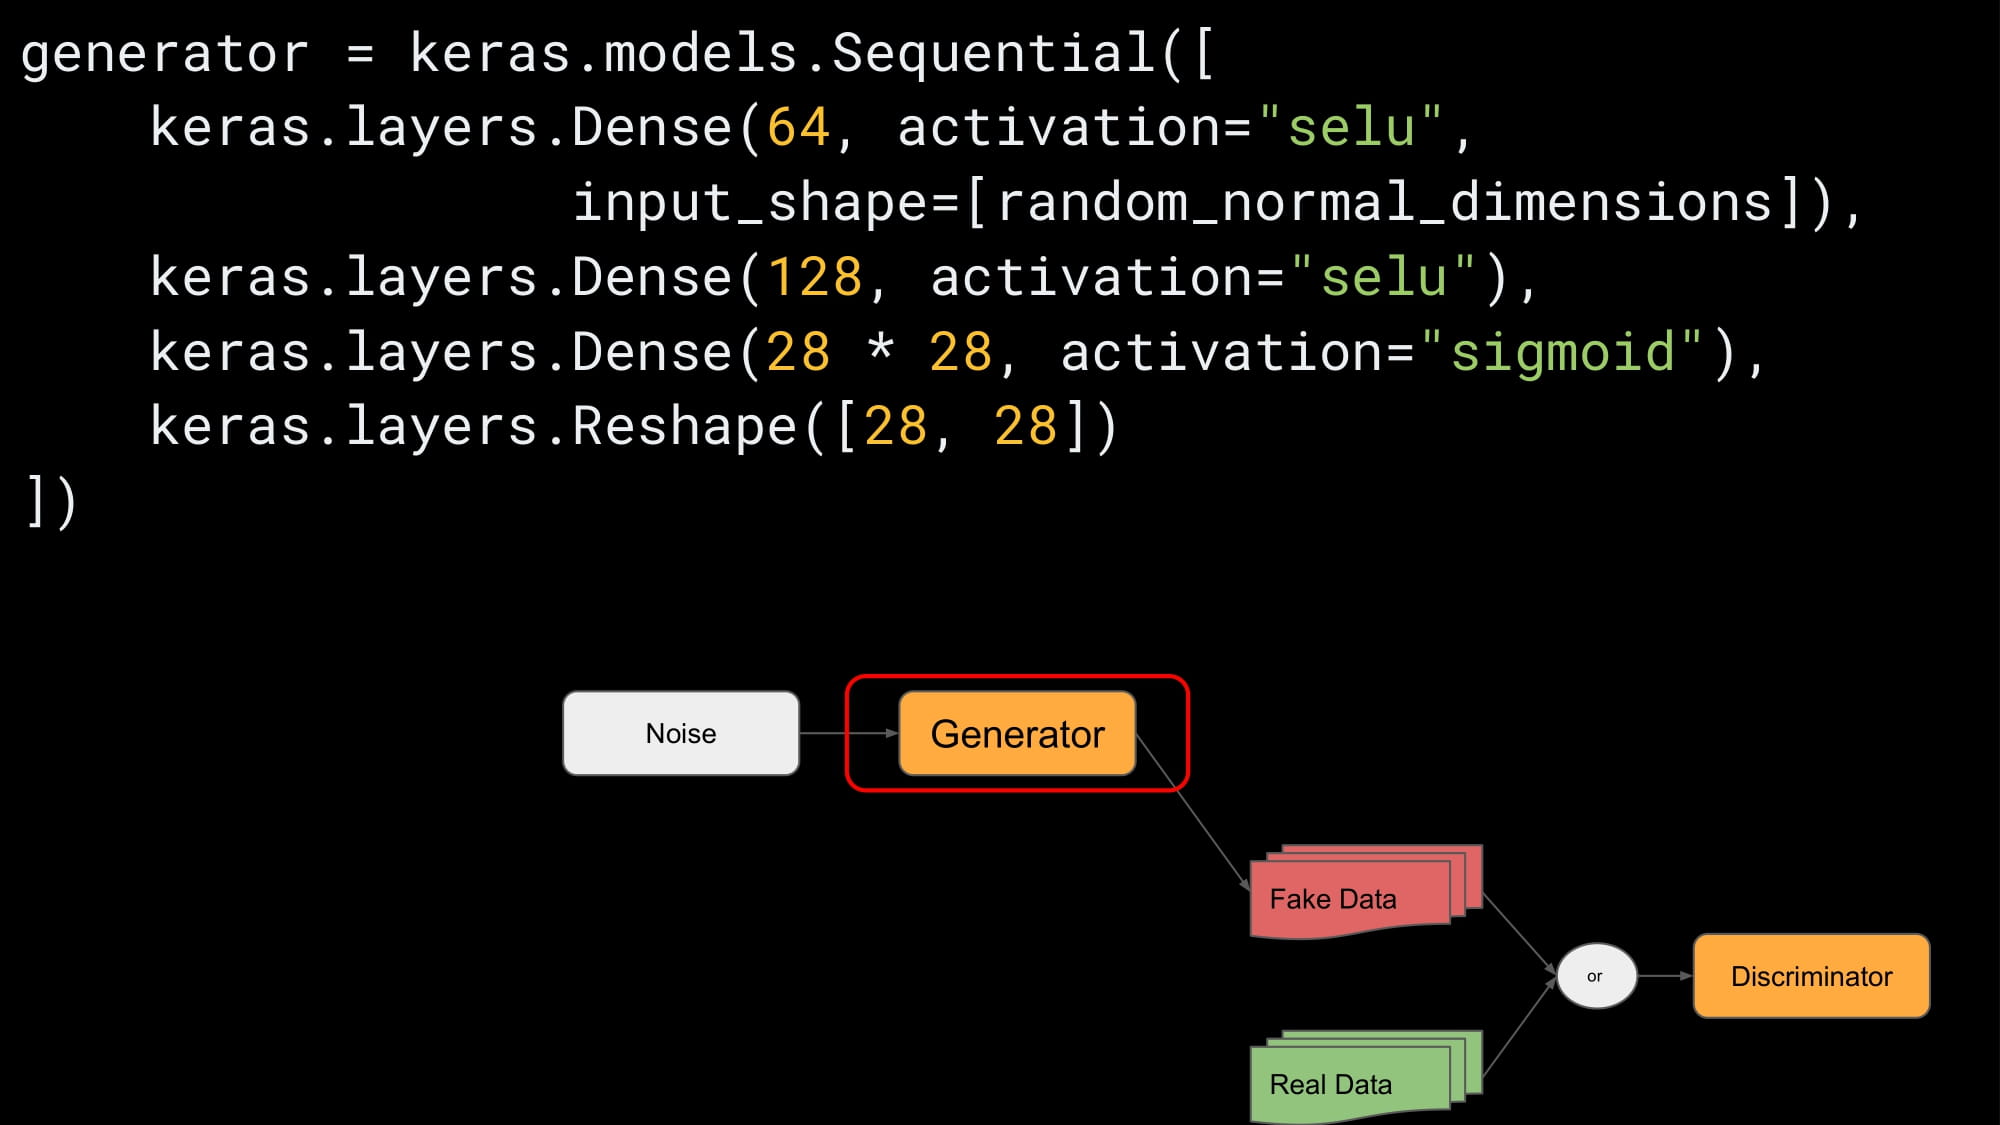 generator = keras.models.Sequential([
    keras.layers.Dense(64, activation="selu",
                       input_shape=[random_normal_dimensions]),
    keras.layers.Dense(128, activation="selu"),
    keras.layers.Dense(28 * 28, activation="sigmoid"),
    keras.layers.Reshape([28, 28])
])
Noise
Generator
Fake Data
or
Discriminator
Real Data